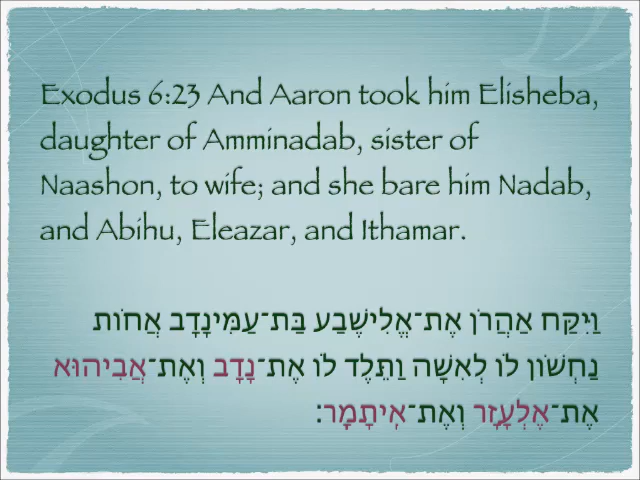 Exodus 6:23 And Aaron took him Elisheba,
daughter of Amminadab, sister of
Naashon, to wife; and she bare him Nadab,
and Abihu, Eleazar, and Ithamar.
וַיִּקַּח אַהֲרֹן אֶת־אֱלִישֶׁבַע בַּת־עַמִּינָדָב אֲחוֹת
נַחְשׁוֹן לוֹ לְאִשָּׁה וַתֵּלֶד לוֹ אֶת־נָדָב וְאֶת־אֲבִיהוּא
אֶת־אֶלְעָזָר וְאֶת־אִיתָמָר׃